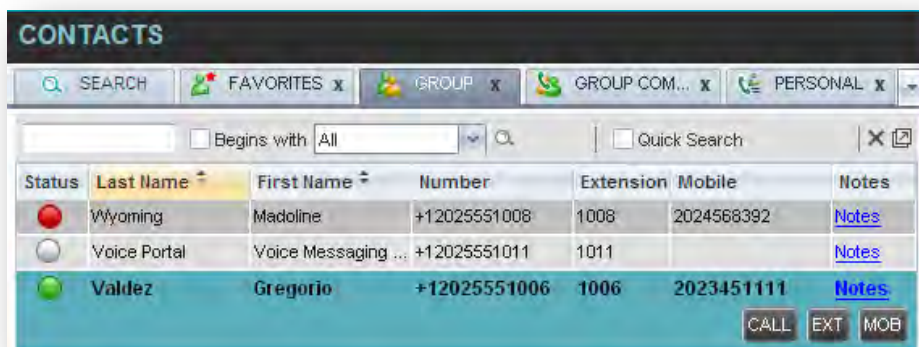 CONTACTS
SEARCH FAVORITES x GROUP x GROUP COM... x PERSONAL x
Begins with All Quick Search
Status Last Name First Name Number Extension Mobile Notes
Wyoming Madoline +12025551008 1008 2024568392 Notes
Voice Portal Voice Messaging ... +12025551011 1011 Notes
Valdez Gregorio +12025551006 1006 2023451111 Notes
CALL EXT MOB